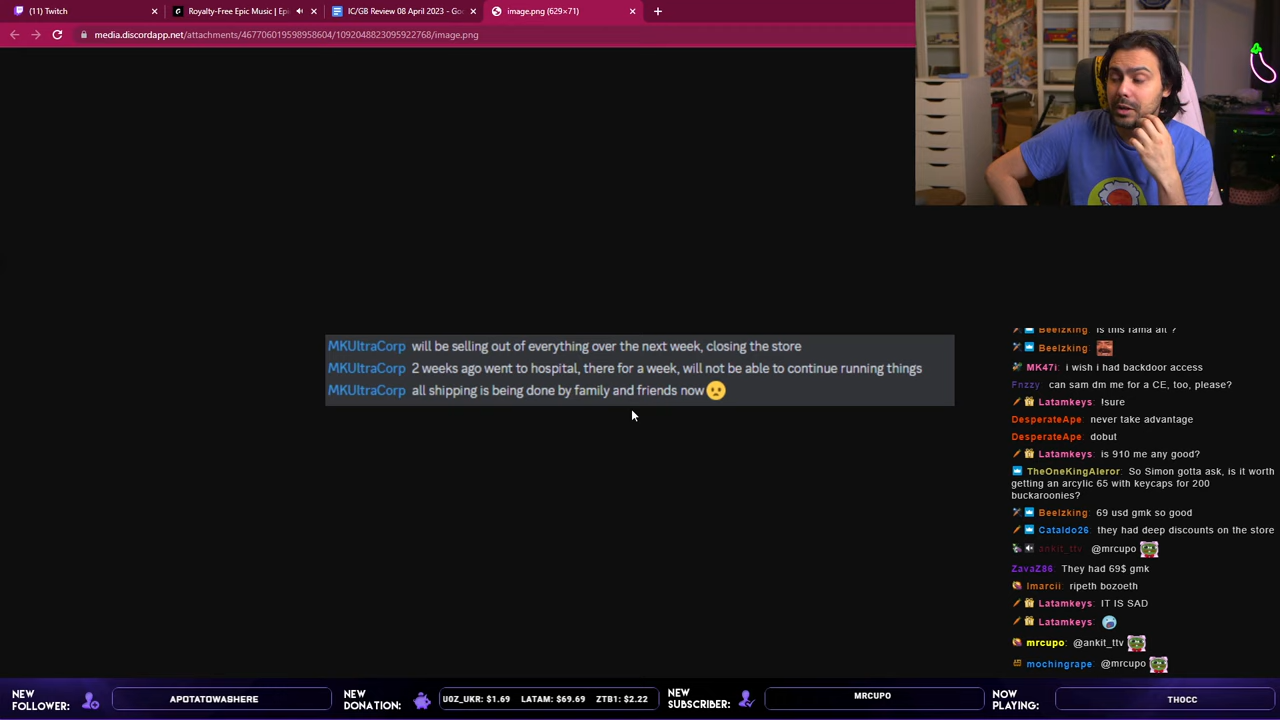 (11) Twitch
Royalty-Free Epic Music | Epi
IC/GB Review 08 April 2023 - Go
image.png (629×71)
media.discordapp.net/attachments/467706019598958604/1092048823095922768/image.png
MKUltraCorp will be selling out of everything over the next week, closing the store
MKUltraCorp 2 weeks ago went to hospital, there for a week, will not be able to continue running things
MKUltraCorp all shipping is being done by family and friends now
Beelzking: is this rama alt ?
Beelzking:
MK47i: i wish i had backdoor access
Fnzzy: can sam dm me for a CE, too, please?
Latamkeys: !sure
DesperateApe: never take advantage
DesperateApe: dobut
Latamkeys: is 910 me any good?
TheOneKingAleror: So Simon gotta ask, is it worth
getting an arcylic 65 with keycaps for 200
buckaroonies?
Beelzking: 69 usd gmk so good
Cataldo26: they had deep discounts on the store
ankit_ttv: @mrcupo
ZavaZ86: They had 69$ gmk
lmarcii: ripeth bozoeth
Latamkeys: IT IS SAD
Latamkeys:
mrcupo: @ankit_ttv
mochingrape: @mrcupo
NEW
FOLLOWER:
APOTATOWASHERE
NEW
DONATION:
U0Z_UKR: $1.69 LATAM: $69.69 ZTB1: $2.22
NEW
SUBSCRIBER:
MRCUPO
NOW
PLAYING:
THOCC